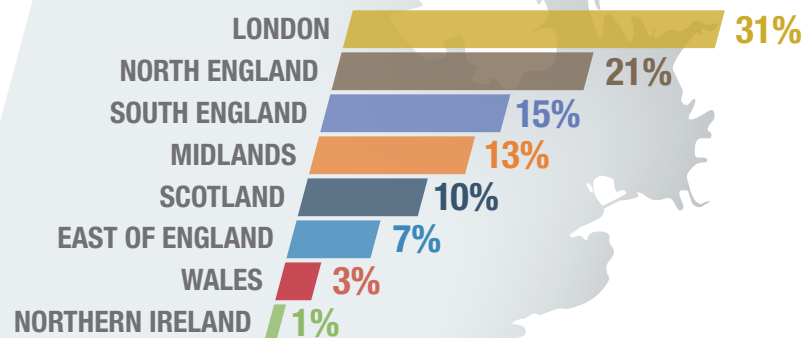 LONDON 31%
NORTH ENGLAND 21%
SOUTH ENGLAND 15%
MIDLANDS 13%
SCOTLAND 10%
EAST OF ENGLAND 7%
WALES 3%
NORTHERN IRELAND 1%